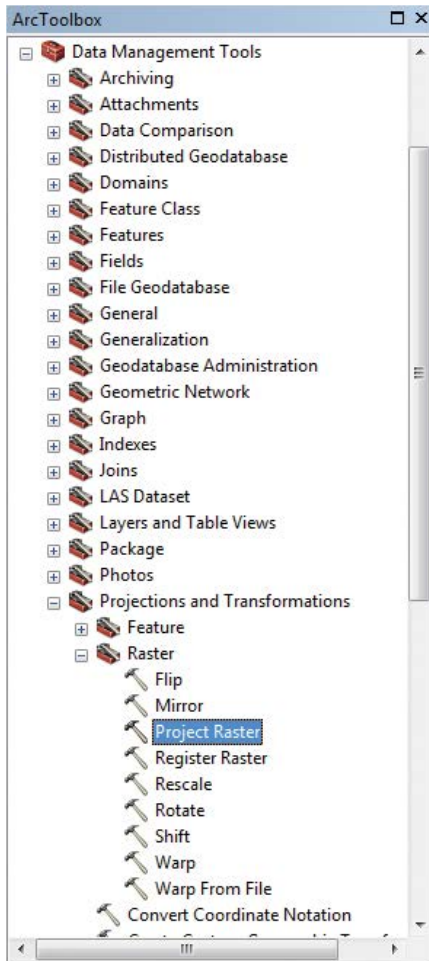 ArcToolbox
Data Management Tools
Archiving
Attachments
Data Comparison
Distributed Geodatabase
Domains
Feature Class
Features
Fields
File Geodatabase
General
Generalization
Geodatabase Administration
Geometric Network
Graph
Indexes
Joins
LAS Dataset
Layers and Table Views
Package
Photos
Projections and Transformations
Feature
Raster
Flip
Mirror
Project Raster
Register Raster
Rescale
Rotate
Shift
Warp
Warp From File
Convert Coordinate Notation